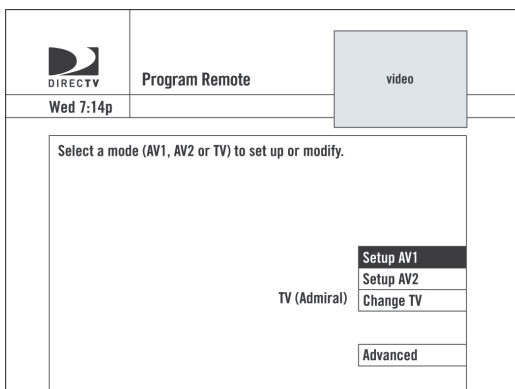 DIRECTV
Program Remote
video
Wed 7:14p
Select a mode (AV1, AV2 or TV) to set up or modify.
Setup AV1
Setup AV2
TV (Admiral) Change TV
Advanced